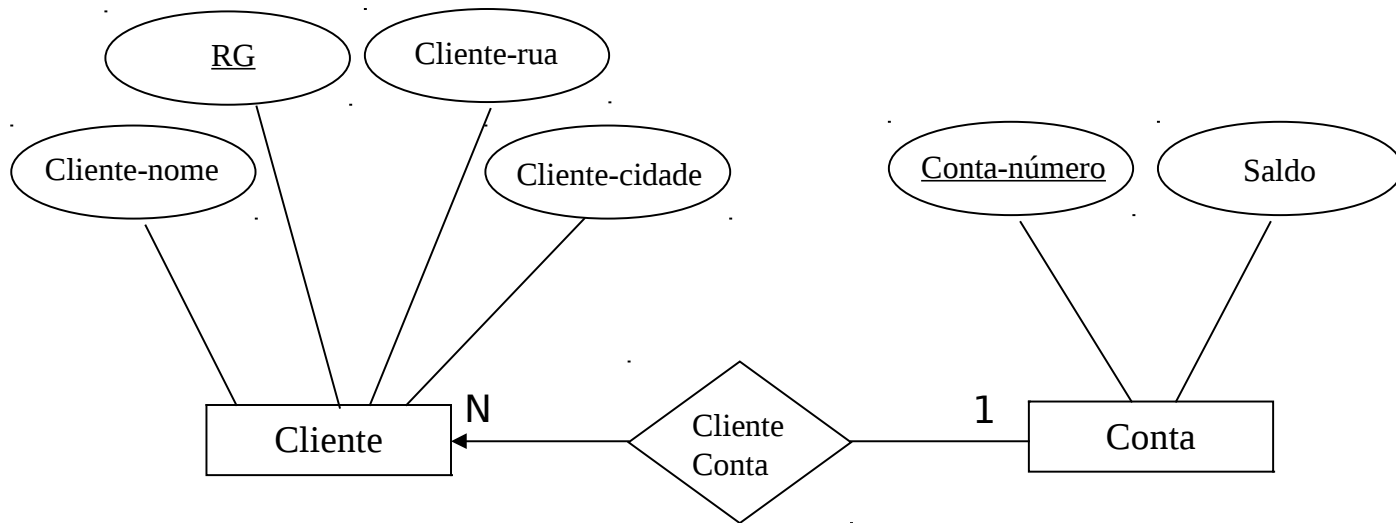 RG
Cliente-rua
Cliente-nome
Cliente-cidade
Conta-número
Saldo
Cliente
N
Cliente
Conta
1
Conta